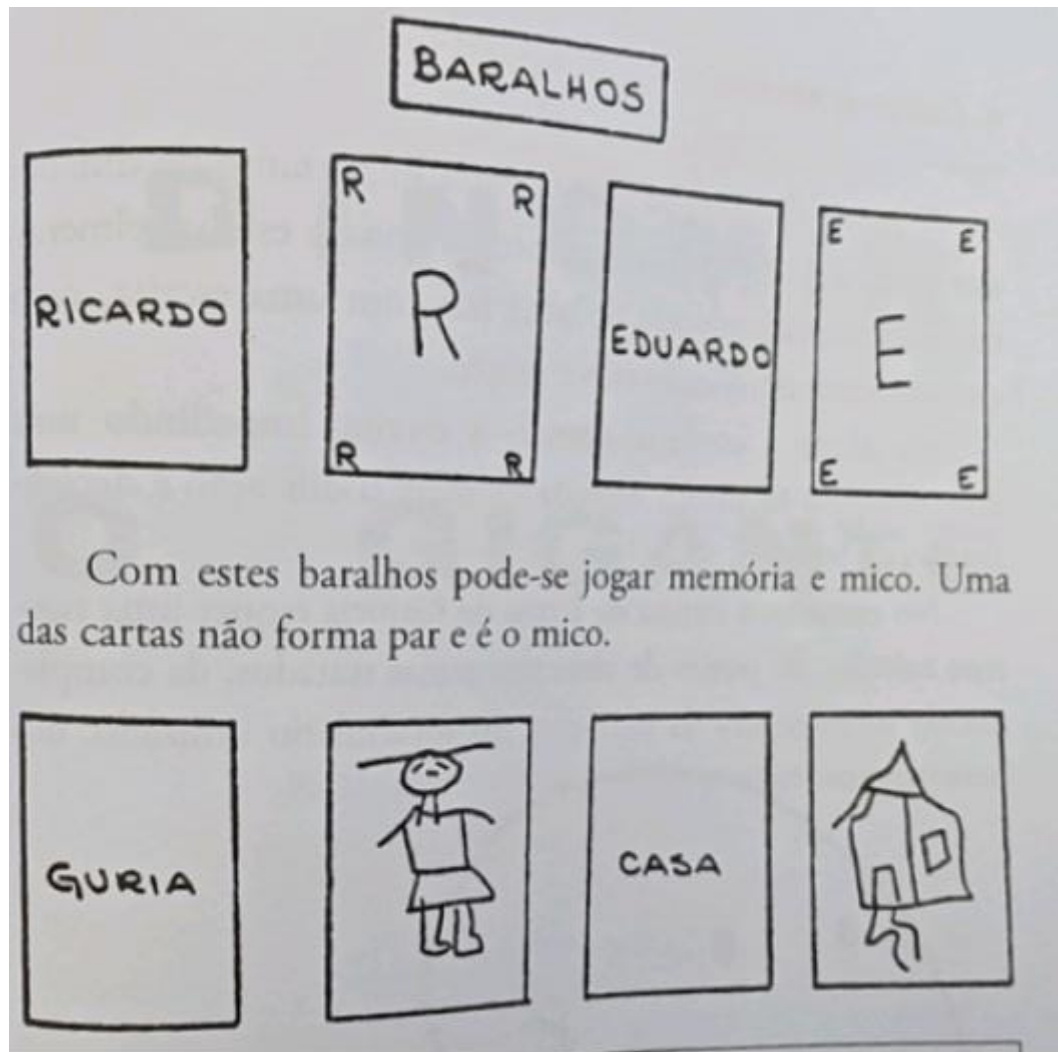 BARALHOS
RICARDO
R R
R
R R
EDUARDO
E E
E
E E
Com estes baralhos pode-se jogar memória e mico. Uma
das cartas não forma par e é o mico.
GURIA
CASA